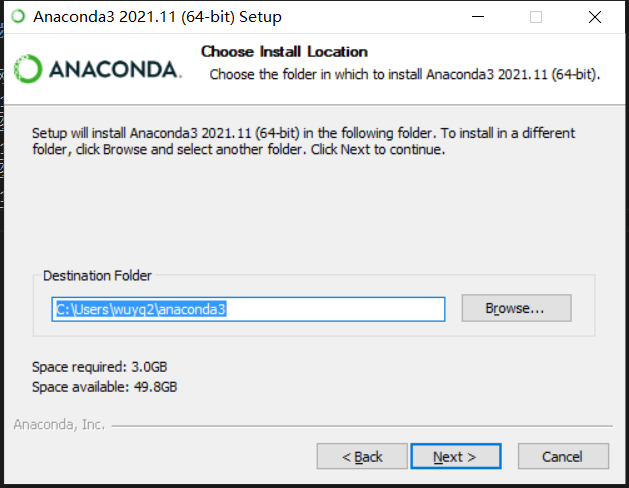 Anaconda3 2021.11 (64-bit) Setup
Choose Install Location
ANACONDA.
Choose the folder in which to install Anaconda3 2021.11 (64-bit).
Setup will install Anaconda3 2021.11 (64-bit) in the following folder. To install in a different
folder, click Browse and select another folder. Click Next to continue.
Destination Folder
C:\Users\wuyq2\anaconda3
Browse...
Space required: 3.0GB
Space available: 49.8GB
Anaconda, Inc.
< Back
Next >
Cancel